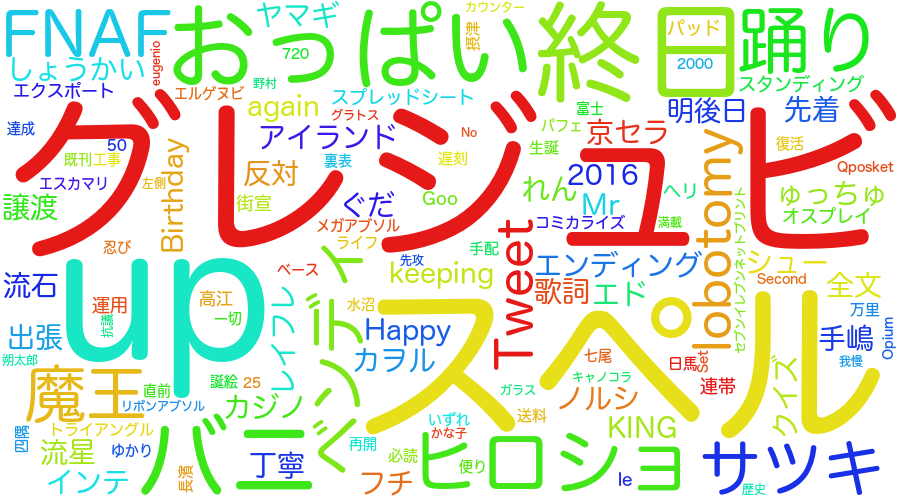 FNAF
しょうかい
eugenio
おっぱい
ヤマギ
720
野村
カウンター
摂津
終日
パッド
2000
踊り
スタンディング
エクスポート
エルゲヌビ
スプレッドシート
again
グラトス
アイランド
No
パフェ
富士
京セラ
明後日
先着
達成
50
既刊
工事
グレジュビ
Birthday
反対
裏表
遅刻
生誕
2016
復活
Qposket
エスカマリ
左側
街宣
ぐだ
Goo
れん
Mr
ヘリ
lobotomy
ゆっちゅ
譲渡
メガアブソル
コミカライズ
満載
セブンイレブンネットプリント
オスプレイ
忍び
ライフ
先攻
手配
Tweet
エンディング
シュー
流石
up
ベース
keeping
歌詞
エド
Second
全文
運用
高江
一切
抗議
レイフレ
ベンティ
水沼
スペル
万里
出張
Happy
カヲル
手嶋
Opium
朔太郎
七尾
日馬
Set
我慢
魔王
直前
誕絵
25
ガラス
キャノコラ
連帯
リボンアブソル
カジノ
送料
ノルシ
クイズ
トライアングル
いずれ
かな子
KING
四隅
流星
ゆかり
バニ
再開
必読
ヒロショ
サツキ
インテ
長濱
丁寧
フチ
便り
le
歴史